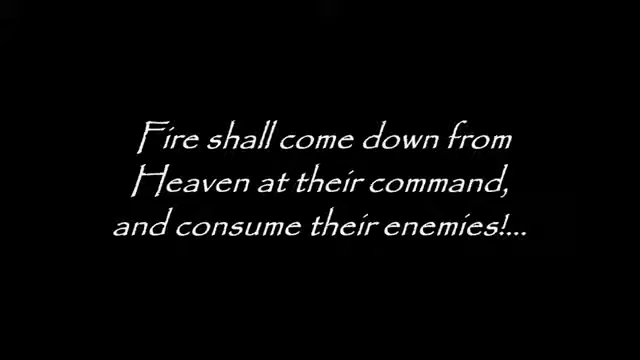 Fire shall come down from
Heaven at their command,
and consume their enemies!...